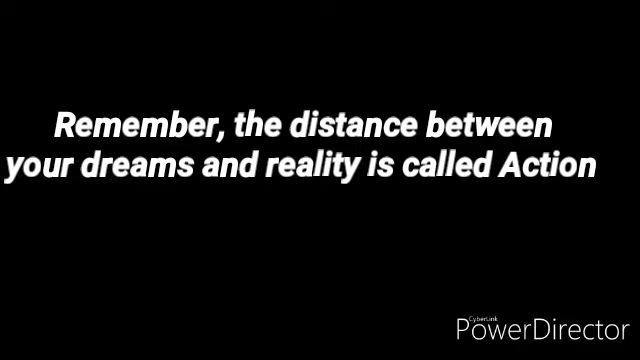 Remember, the distance between
your dreams and reality is called Action
CyberLink
PowerDirector